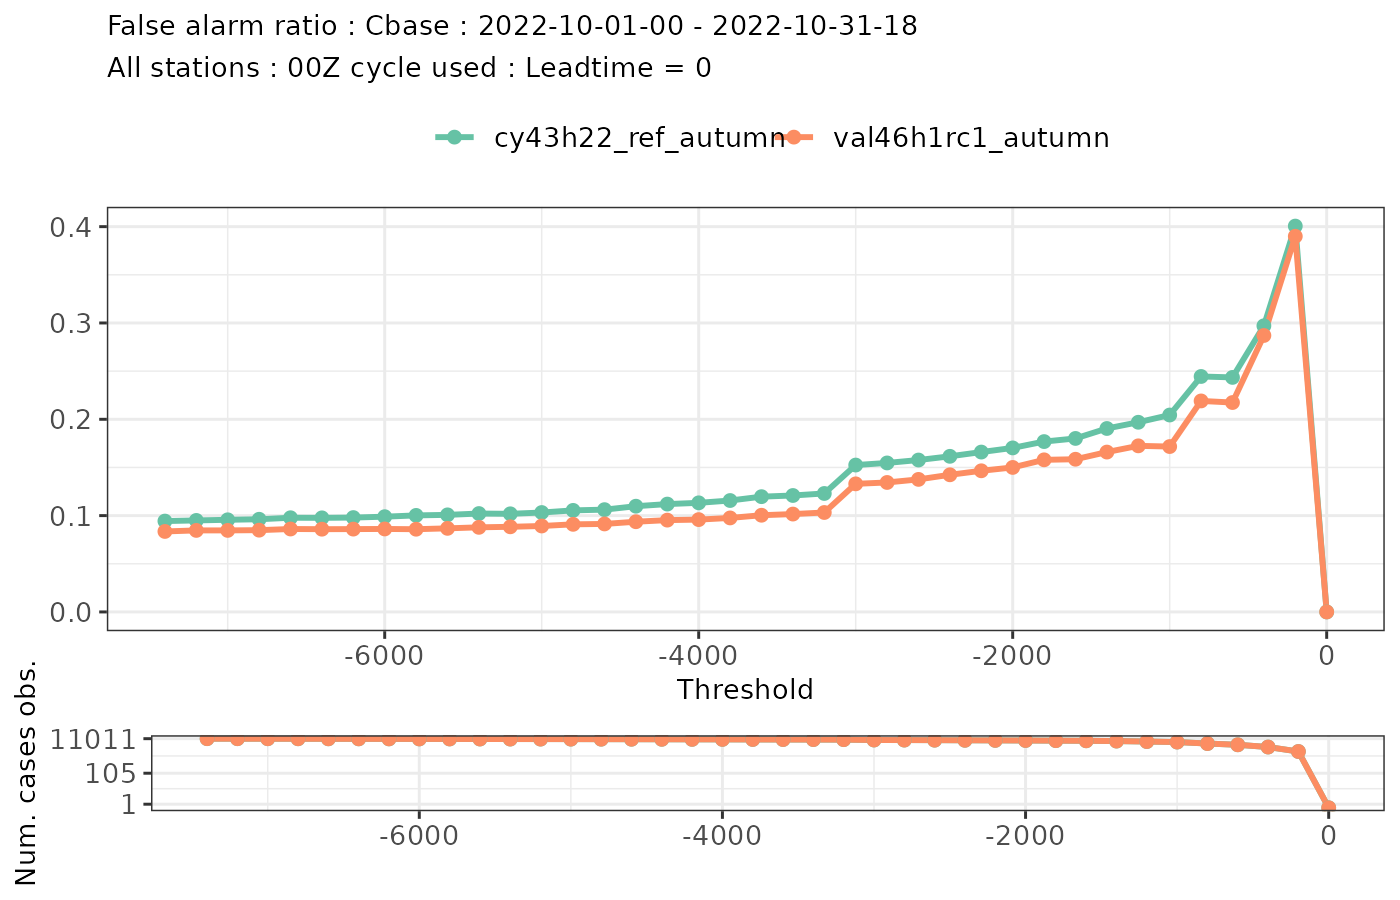 False alarm ratio : Cbase : 2022-10-01-00 - 2022-10-31-18
All stations : 00Z cycle used : Leadtime = 0
cy43h22_ref_autumn val46h1rc1_autumn
0.4
0.3
0.2
0.1
0.0
-6000 -4000 -2000 0
Threshold
Num. cases obs.
11011
105
1
-6000 -4000 -2000 0